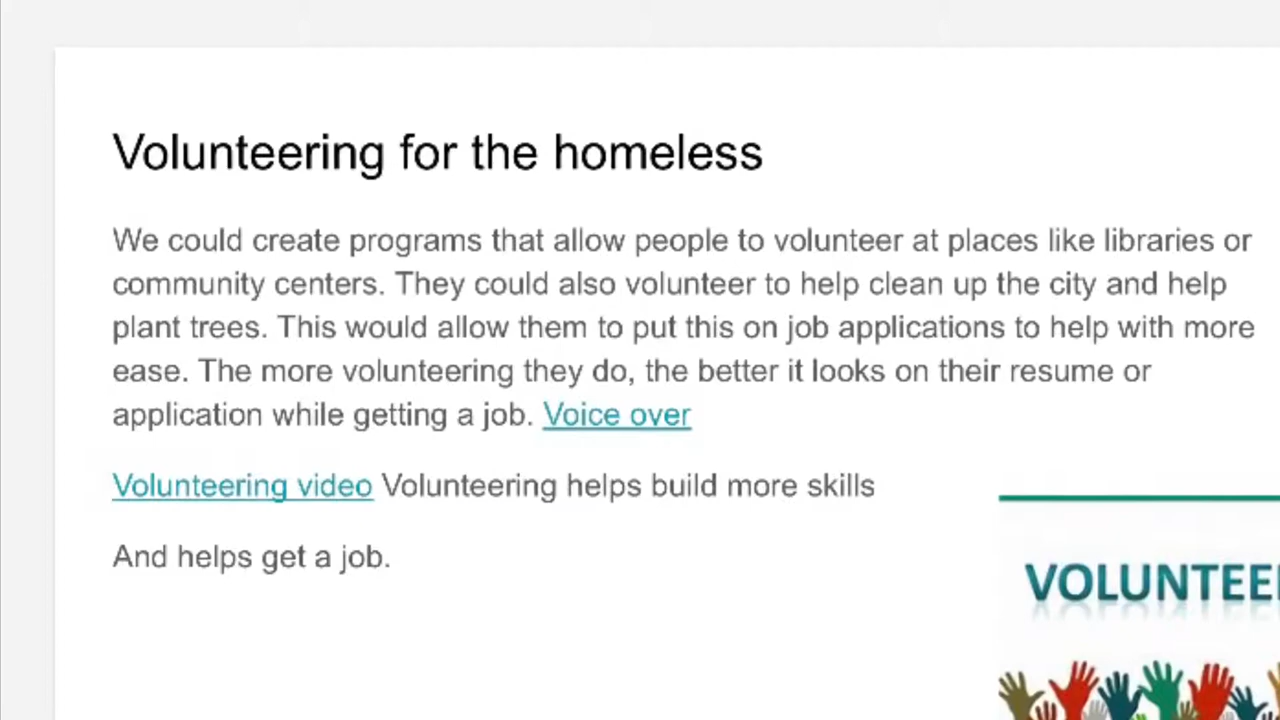 Volunteering for the homeless
We could create programs that allow people to volunteer at places like libraries or
community centers. They could also volunteer to help clean up the city and help
plant trees. This would allow them to put this on job applications to help with more
ease. The more volunteering they do, the better it looks on their resume or
application while getting a job. Voice over
Volunteering video Volunteering helps build more skills
And helps get a job.
VOLUNTEE